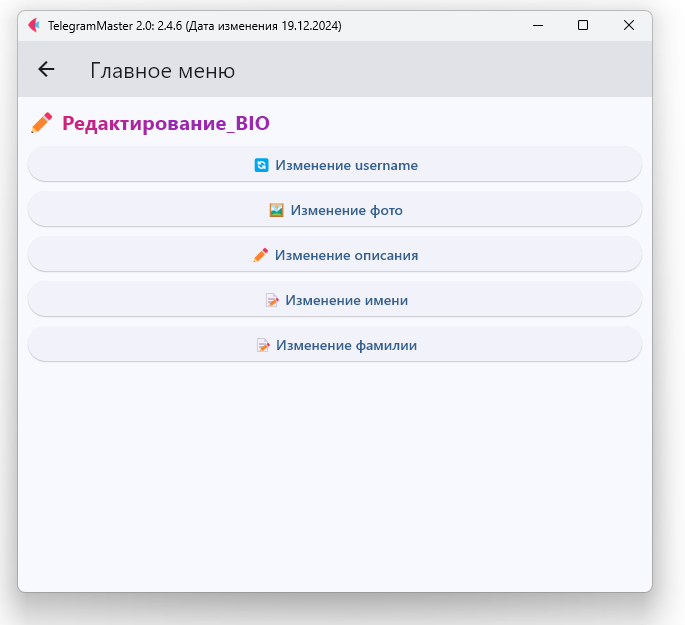 TelegramMaster 2.0: 2.4.6 (Дата изменения 19.12.2024)
Главное меню
Редактирование_BIO
Изменение username
Изменение фото
Изменение описания
Изменение имени
Изменение фамилии